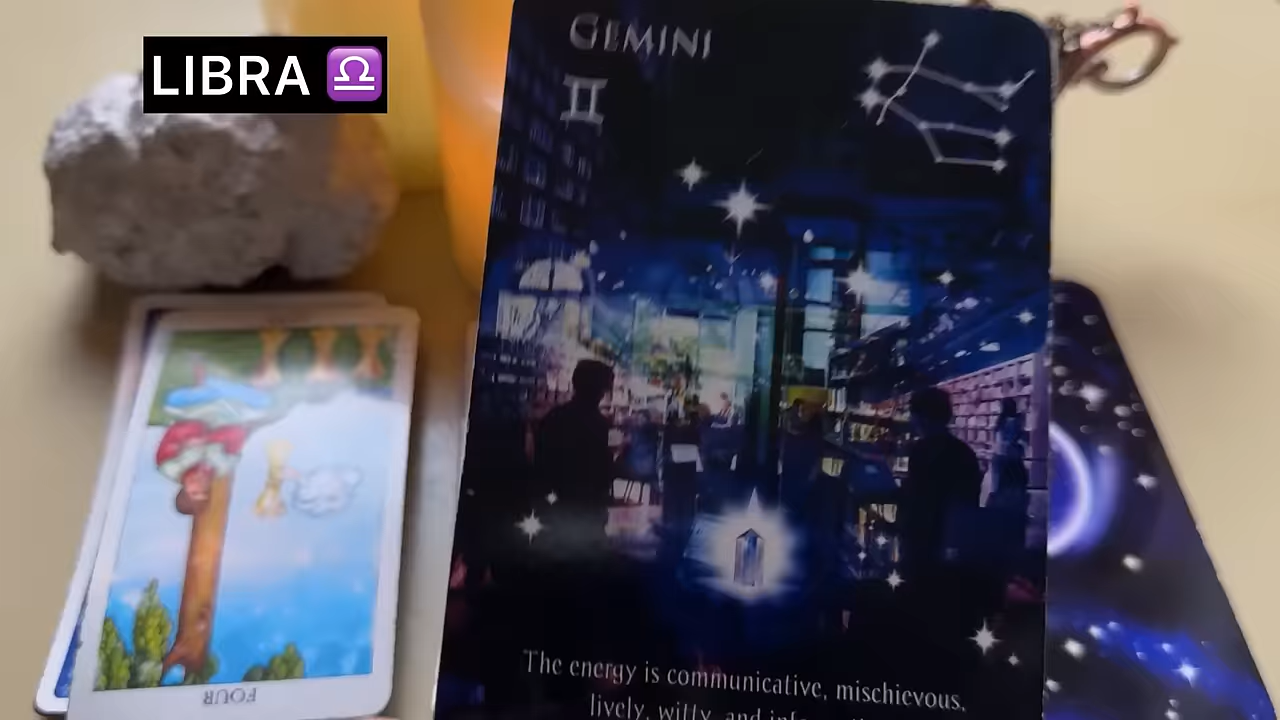 LIBRA ♎
GEMINI
♊
The energy is communicative, mischievous,
lively, witty, and
FOUR